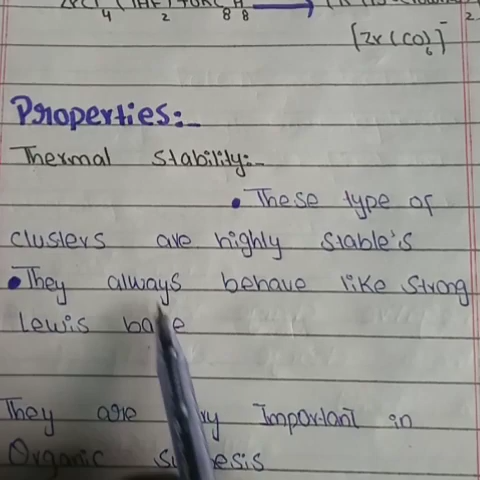 [Zr(CO)6]⁻²
Properties:-
Thermal Stability:-
• These type of
clusters are highly stable's
• They always behave like Strong
Lewis
They are Important in
Organic